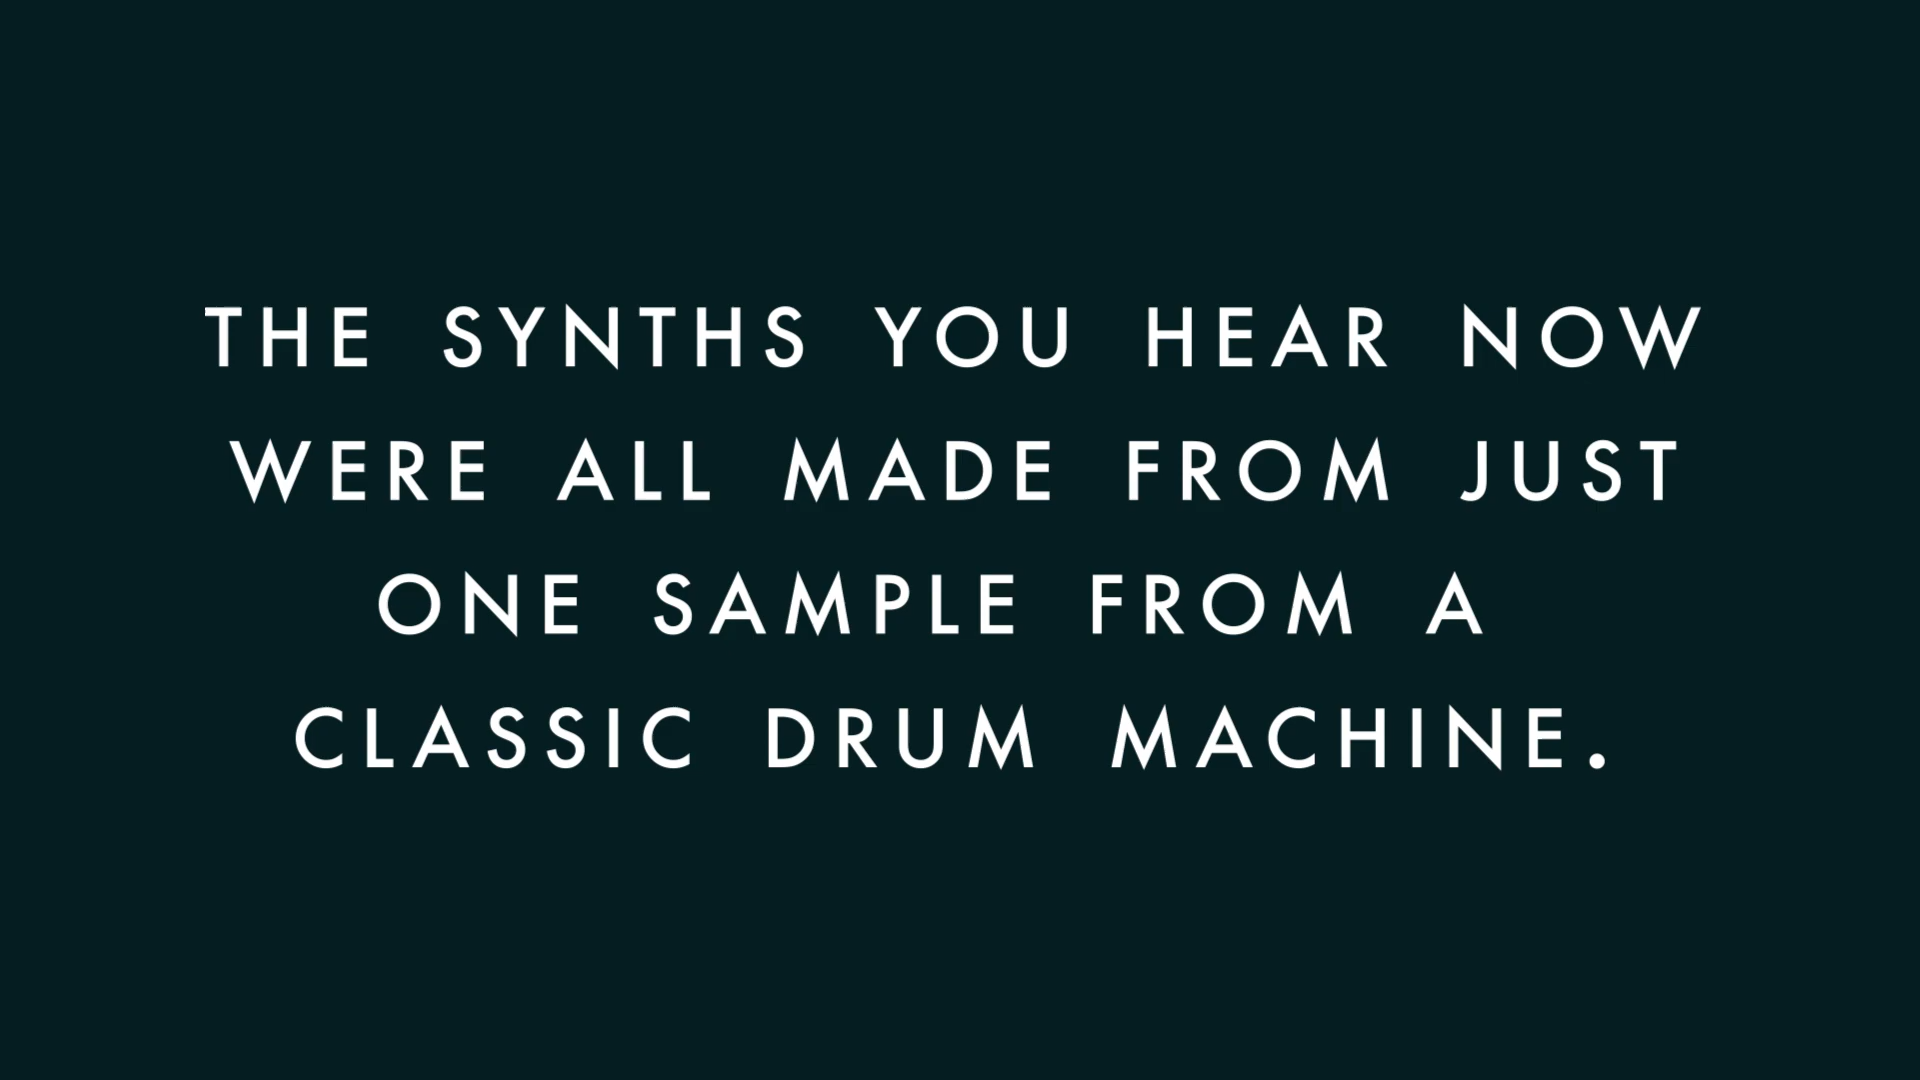 THE SYNTHS YOU HEAR NOW
WERE ALL MADE FROM JUST
ONE SAMPLE FROM A
CLASSIC DRUM MACHINE.